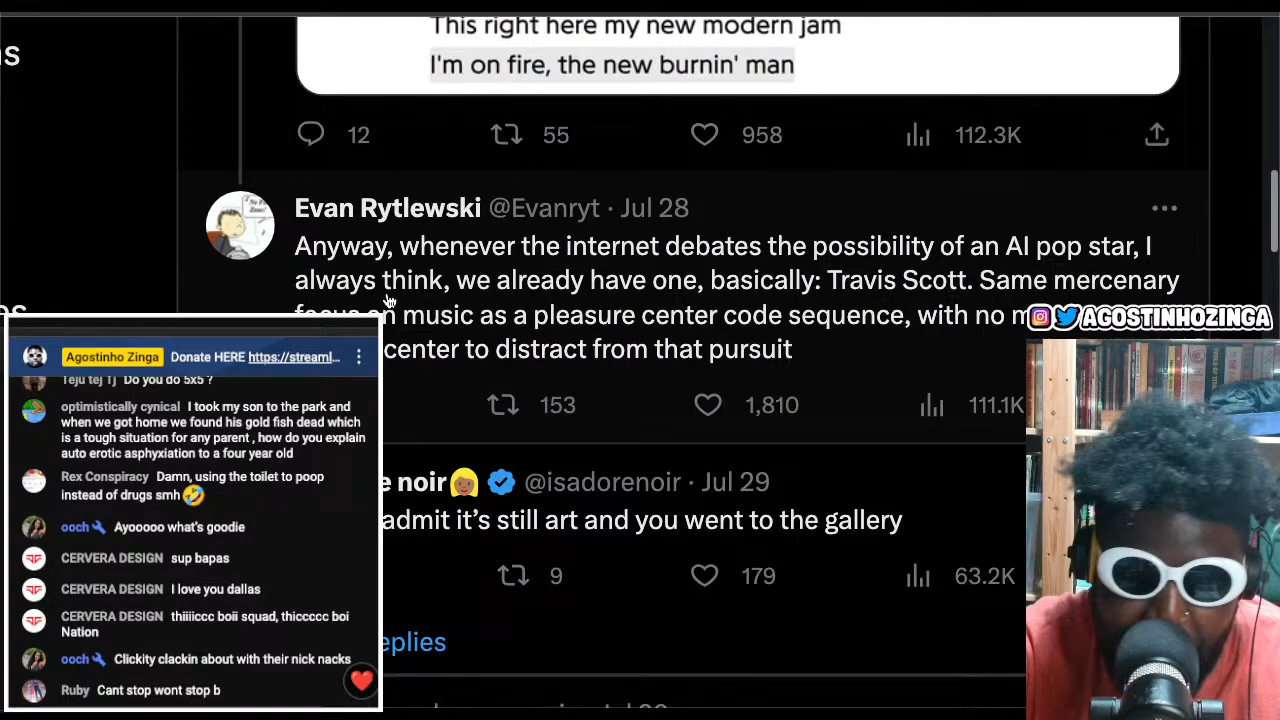 This right here my new modern jam
I'm on fire, the new burnin' man
12 55 958 112.3K
Evan Rytlewski @Evanryt · Jul 28
Anyway, whenever the internet debates the possibility of an AI pop star, I
always think, we already have one, basically: Travis Scott. Same mercenary
music as a pleasure center code sequence, with no
center to distract from that pursuit
153 1,810 111.1K
e noir @isadorenoir · Jul 29
admit it's still art and you went to the gallery
9 179 63.2K
eplies
@AGOSTINHOZINGA
Agostinho Zinga Donate HERE https://streaml...
Teju tej 1j Do you do 5x5 ?
optimistically cynical I took my son to the park and
when we got home we found his gold fish dead which
is a tough situation for any parent , how do you explain
auto erotic asphyxiation to a four year old
Rex Conspiracy Damn, using the toilet to poop
instead of drugs smh🤣
ooch Ayooooo what's goodie
CERVERA DESIGN sup bapas
CERVERA DESIGN I love you dallas
CERVERA DESIGN thiiiiccc boii squad, thiccccc boi
Nation
ooch Clickity clackin about with their nick nacks
Ruby Cant stop wont stop b